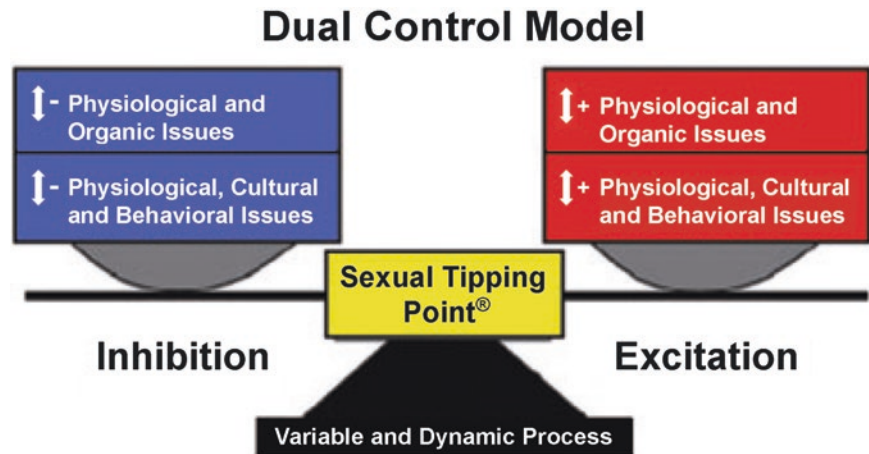 Dual Control Model
- Physiological and
Organic Issues
- Physiological, Cultural
and Behavioral Issues
+ Physiological and
Organic Issues
+ Physiological, Cultural
and Behavioral Issues
Sexual Tipping
Point®
Inhibition
Excitation
Variable and Dynamic Process